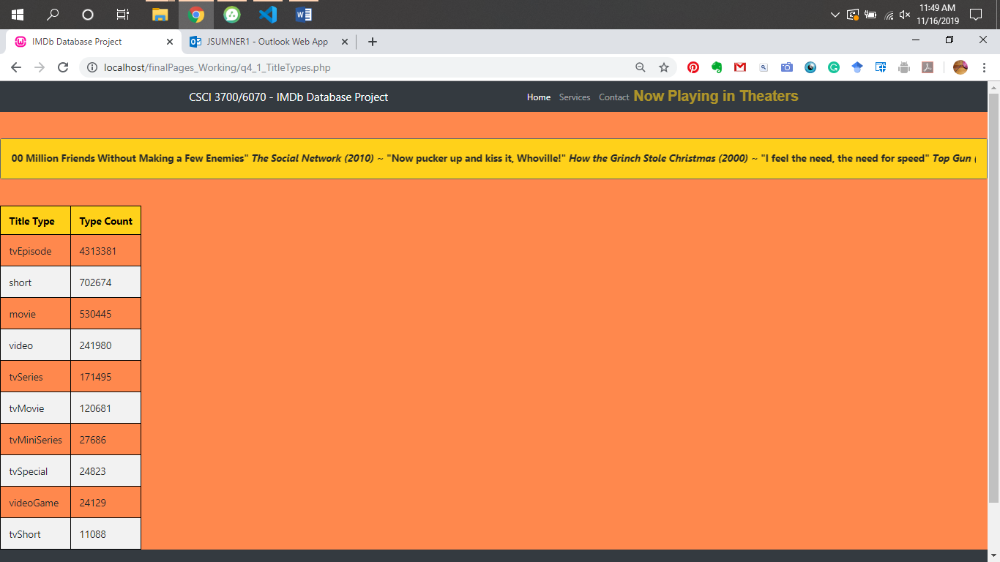 11:49 AM
11/16/2019
IMDb Database Project
JSUMNER1 - Outlook Web App
localhost/finalPages_Working/q4_1_TitleTypes.php
CSCI 3700/6070 - IMDb Database Project
Home Services Contact Now Playing in Theaters
00 Million Friends Without Making a Few Enemies" The Social Network (2010) ~ "Now pucker up and kiss it, Whoville!" How the Grinch Stole Christmas (2000) ~ "I feel the need, the need for speed" Top Gun (
Title Type Type Count
tvEpisode 4313381
short 702674
movie 530445
video 241980
tvSeries 171495
tvMovie 120681
tvMiniSeries 27686
tvSpecial 24823
videoGame 24129
tvShort 11088